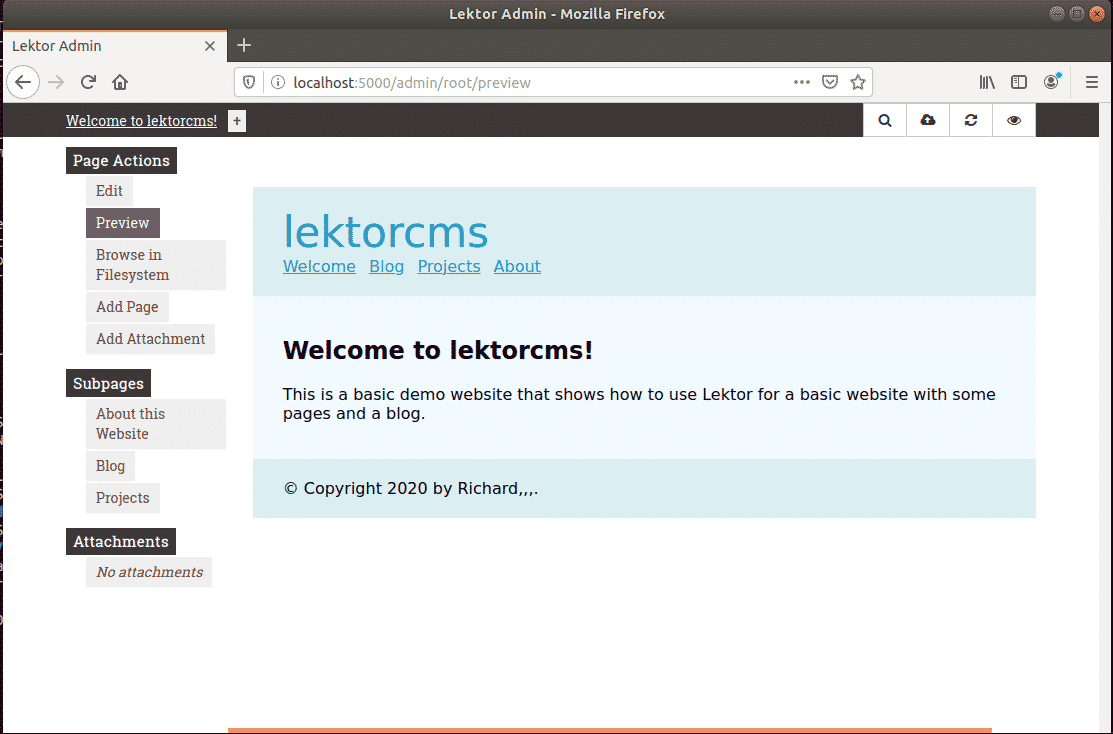 Lektor Admin - Mozilla Firefox
Lektor Admin
localhost:5000/admin/root/preview
Welcome to lektorcms! +
Page Actions
Edit
Preview
Browse in
Filesystem
Add Page
Add Attachment
Subpages
About this
Website
Blog
Projects
Attachments
No attachments
lektorcms
Welcome Blog Projects About
Welcome to lektorcms!
This is a basic demo website that shows how to use Lektor for a basic website with some
pages and a blog.
© Copyright 2020 by Richard,,,.